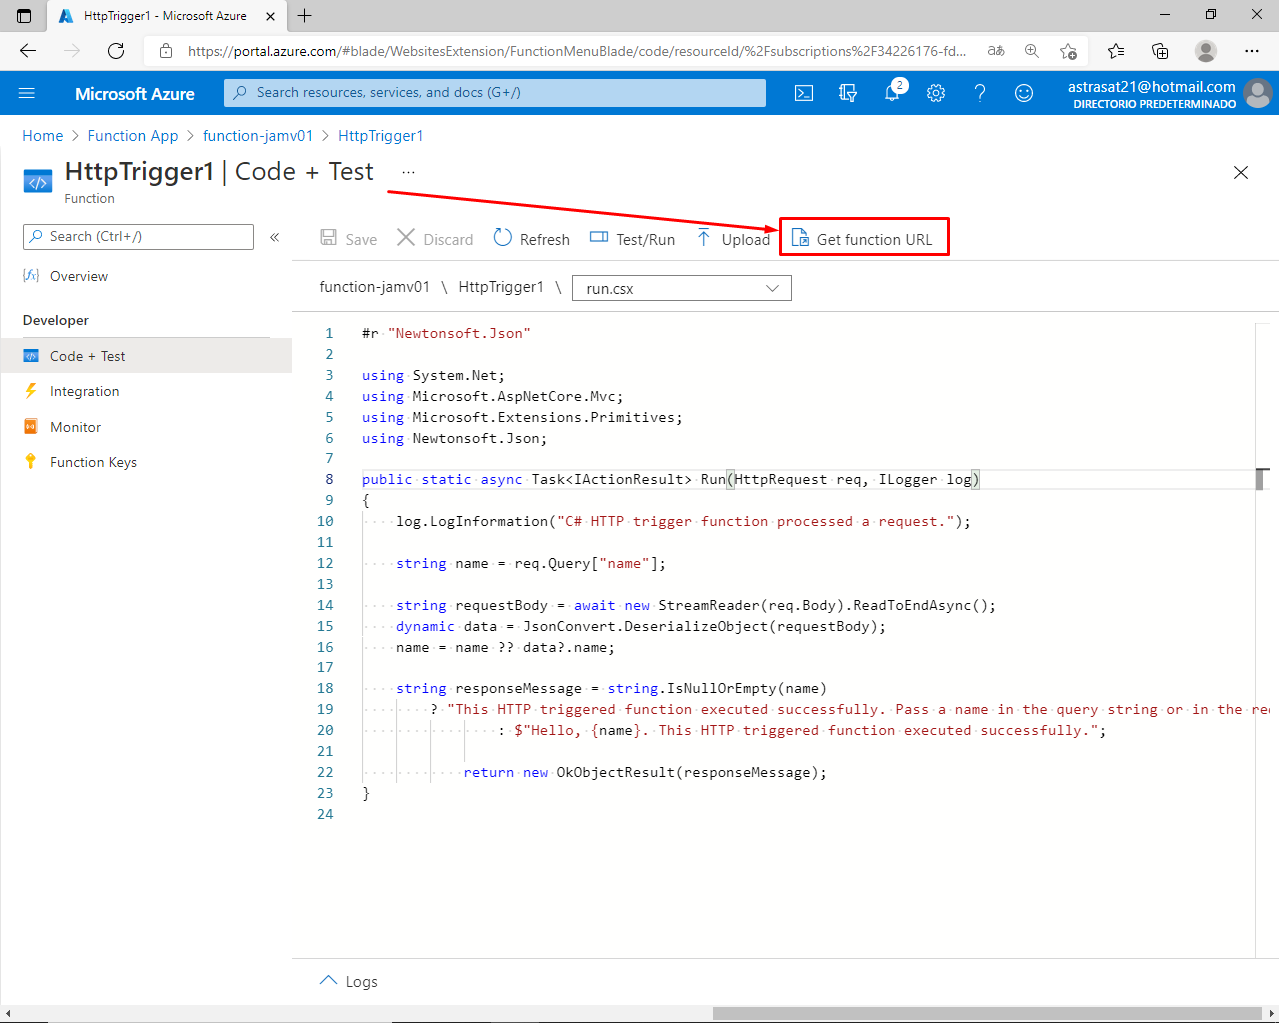 HttpTrigger1 - Microsoft Azure
https://portal.azure.com/#blade/WebsitesExtension/FunctionMenuBlade/code/resourceId/%2Fsubscriptions%2F34226176-fd...
Microsoft Azure
Search resources, services, and docs (G+/)
2
astrasat21@hotmail.com
DIRECTORIO PREDETERMINADO
Home > Function App > function-jamv01 > HttpTrigger1
HttpTrigger1 | Code + Test ...
Function
Search (Ctrl+/)
Overview
Developer
Code + Test
Integration
Monitor
Function Keys
Save Discard Refresh Test/Run Upload Get function URL
function-jamv01 \ HttpTrigger1 \ run.csx
1 #r "Newtonsoft.Json"
2
3 using System.Net;
4 using Microsoft.AspNetCore.Mvc;
5 using Microsoft.Extensions.Primitives;
6 using Newtonsoft.Json;
7
8 public static async Task<IActionResult> Run(HttpRequest req, ILogger log)
9 {
10 log.LogInformation("C# HTTP trigger function processed a request.");
11
12 string name = req.Query["name"];
13
14 string requestBody = await new StreamReader(req.Body).ReadToEndAsync();
15 dynamic data = JsonConvert.DeserializeObject(requestBody);
16 name = name ?? data?.name;
17
18 string responseMessage = string.IsNullOrEmpty(name)
19 ? "This HTTP triggered function executed successfully. Pass a name in the query string or in the re
20 : $"Hello, {name}. This HTTP triggered function executed successfully.";
21
22 return new OkObjectResult(responseMessage);
23 }
24
Logs